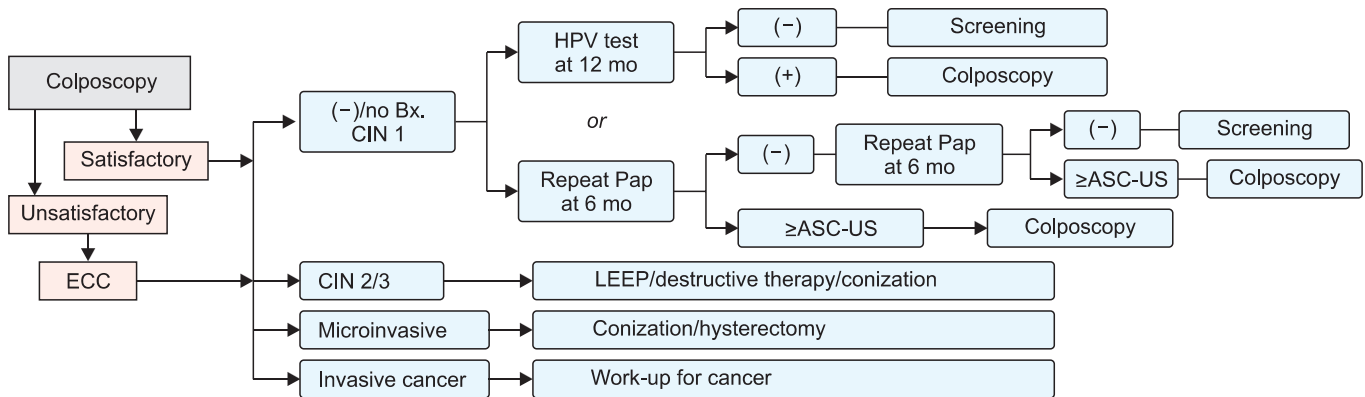 Colposcopy
Satisfactory
Unsatisfactory
ECC
(−)/no Bx.
CIN 1
HPV test
at 12 mo
(−)
Screening
(+)
Colposcopy
or
Repeat Pap
at 6 mo
(−)
Repeat Pap
at 6 mo
(−)
Screening
≥ASC-US
Colposcopy
≥ASC-US
Colposcopy
CIN 2/3
LEEP/destructive therapy/conization
Microinvasive
Conization/hysterectomy
Invasive cancer
Work-up for cancer